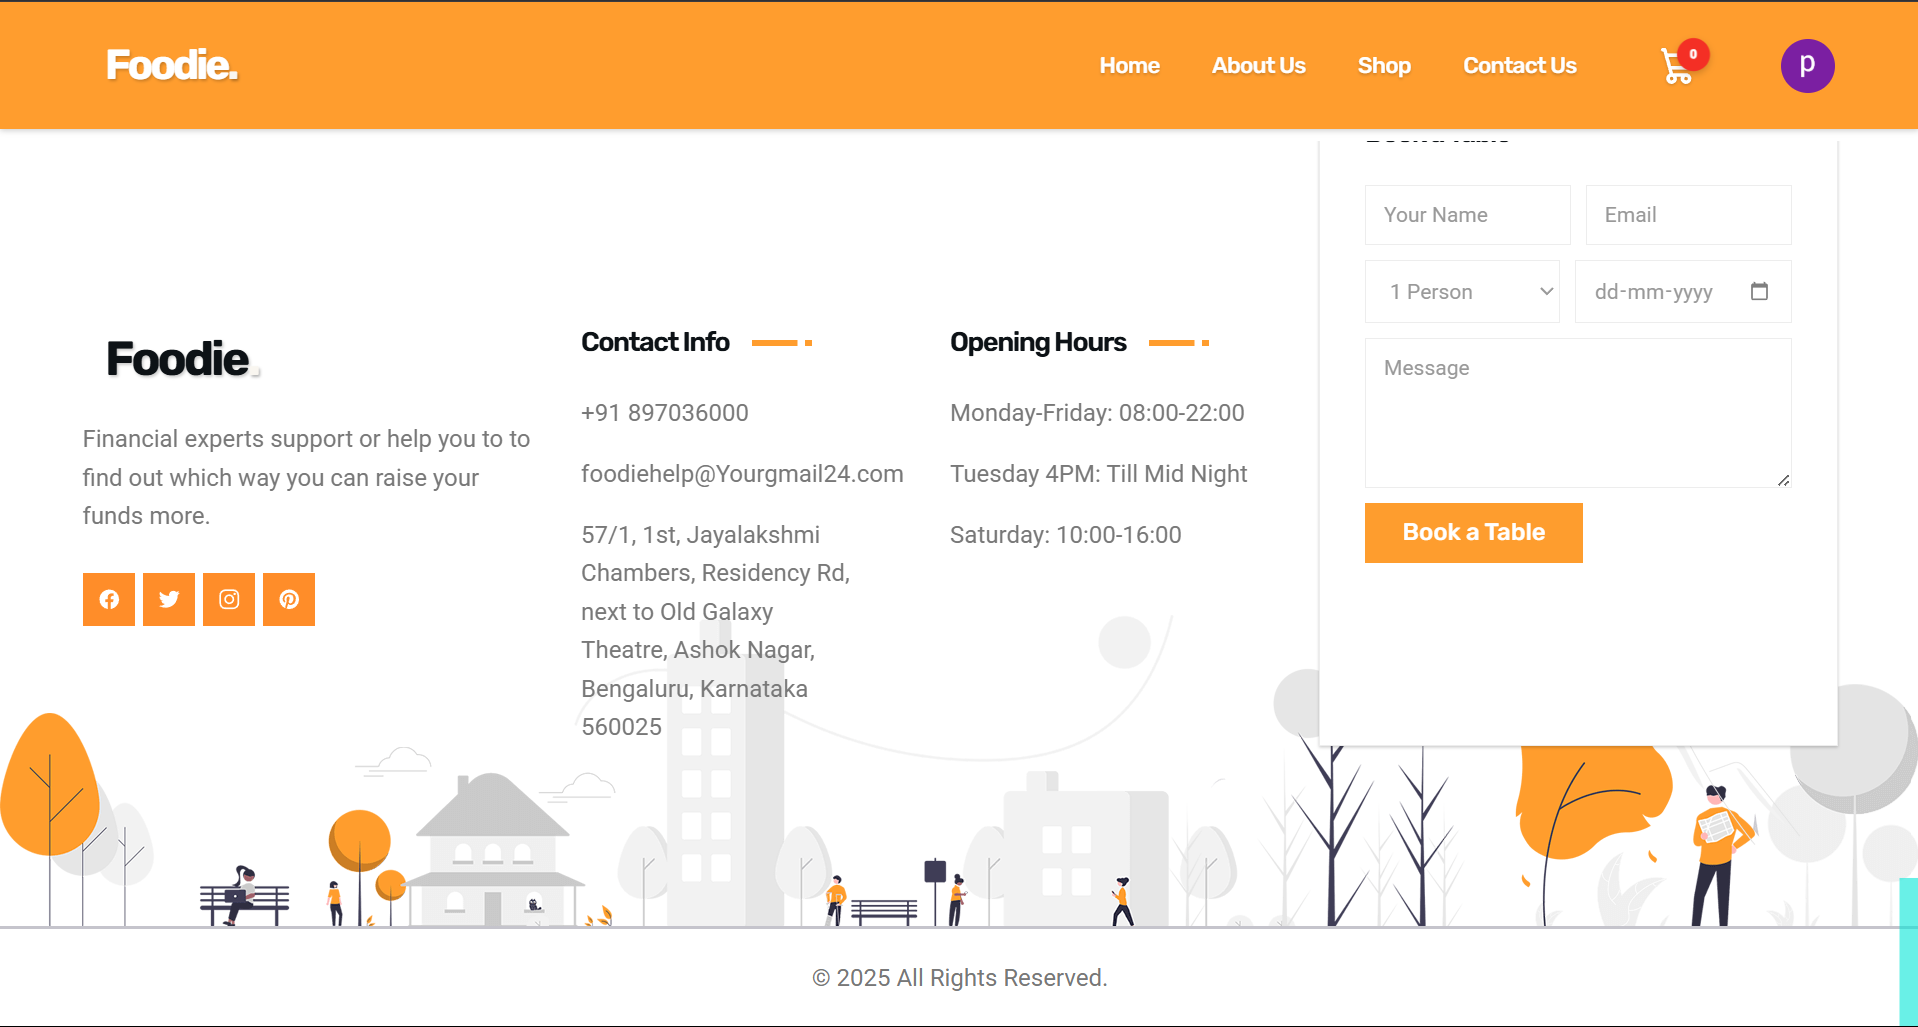 Foodie.
Home
About Us
Shop
Contact Us
0
p
Your Name
Email
1 Person
dd-mm-yyyy
Message
Book a Table
Foodie.
Financial experts support or help you to to
find out which way you can raise your
funds more.
Contact Info
+91 897036000
foodiehelp@Yourgmail24.com
57/1, 1st, Jayalakshmi
Chambers, Residency Rd,
next to Old Galaxy
Theatre, Ashok Nagar,
Bengaluru, Karnataka
560025
Opening Hours
Monday-Friday: 08:00-22:00
Tuesday 4PM: Till Mid Night
Saturday: 10:00-16:00
© 2025 All Rights Reserved.